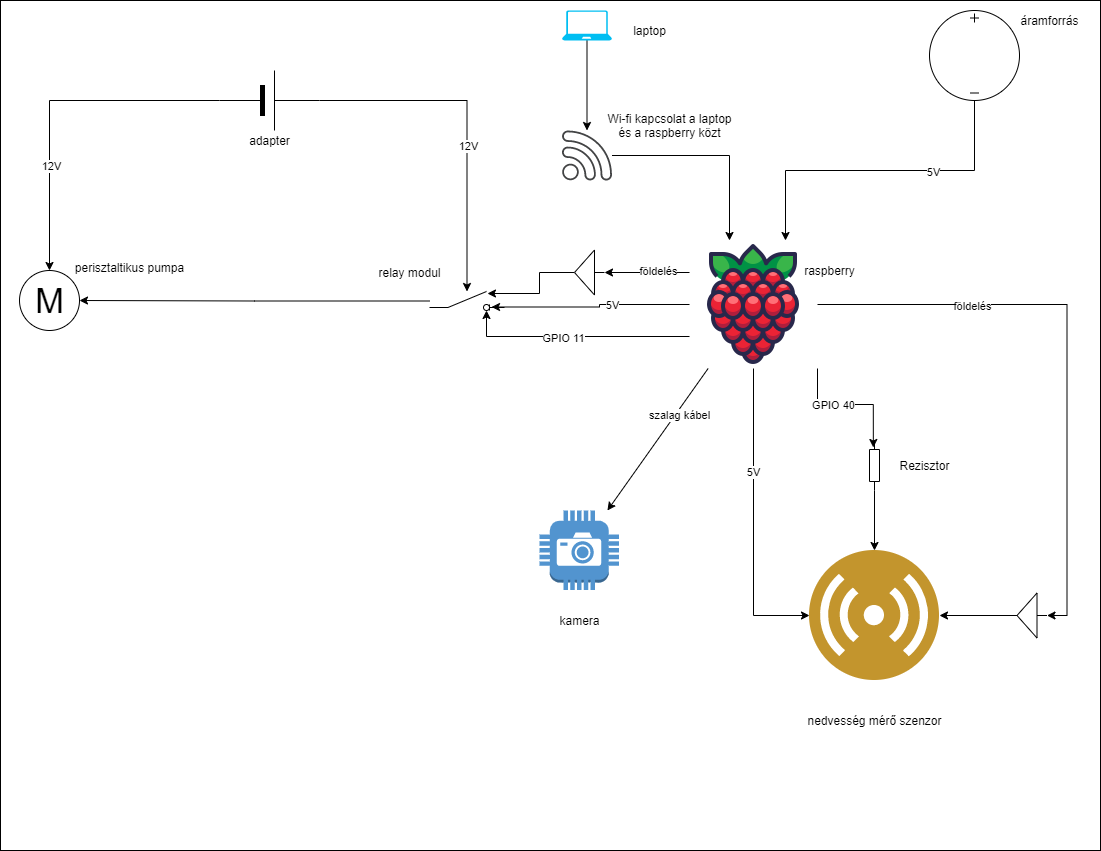 laptop
áramforrás
Wi-fi kapcsolat a laptop
és a raspberry közt
adapter
12V
12V
5V
perisztaltikus pumpa
M
relay modul
földelés
raspberry
5V
földelés
GPIO 11
szalag kábel
GPIO 40
5V
Rezisztor
kamera
nedvesség mérő szenzor